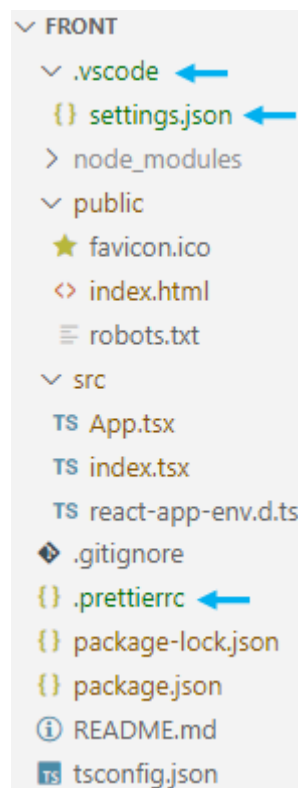 FRONT
.vscode
{} settings.json
node_modules
public
favicon.ico
<> index.html
robots.txt
src
TS App.tsx
TS index.tsx
TS react-app-env.d.ts
.gitignore
{} .prettierrc
{} package-lock.json
{} package.json
README.md
TS tsconfig.json